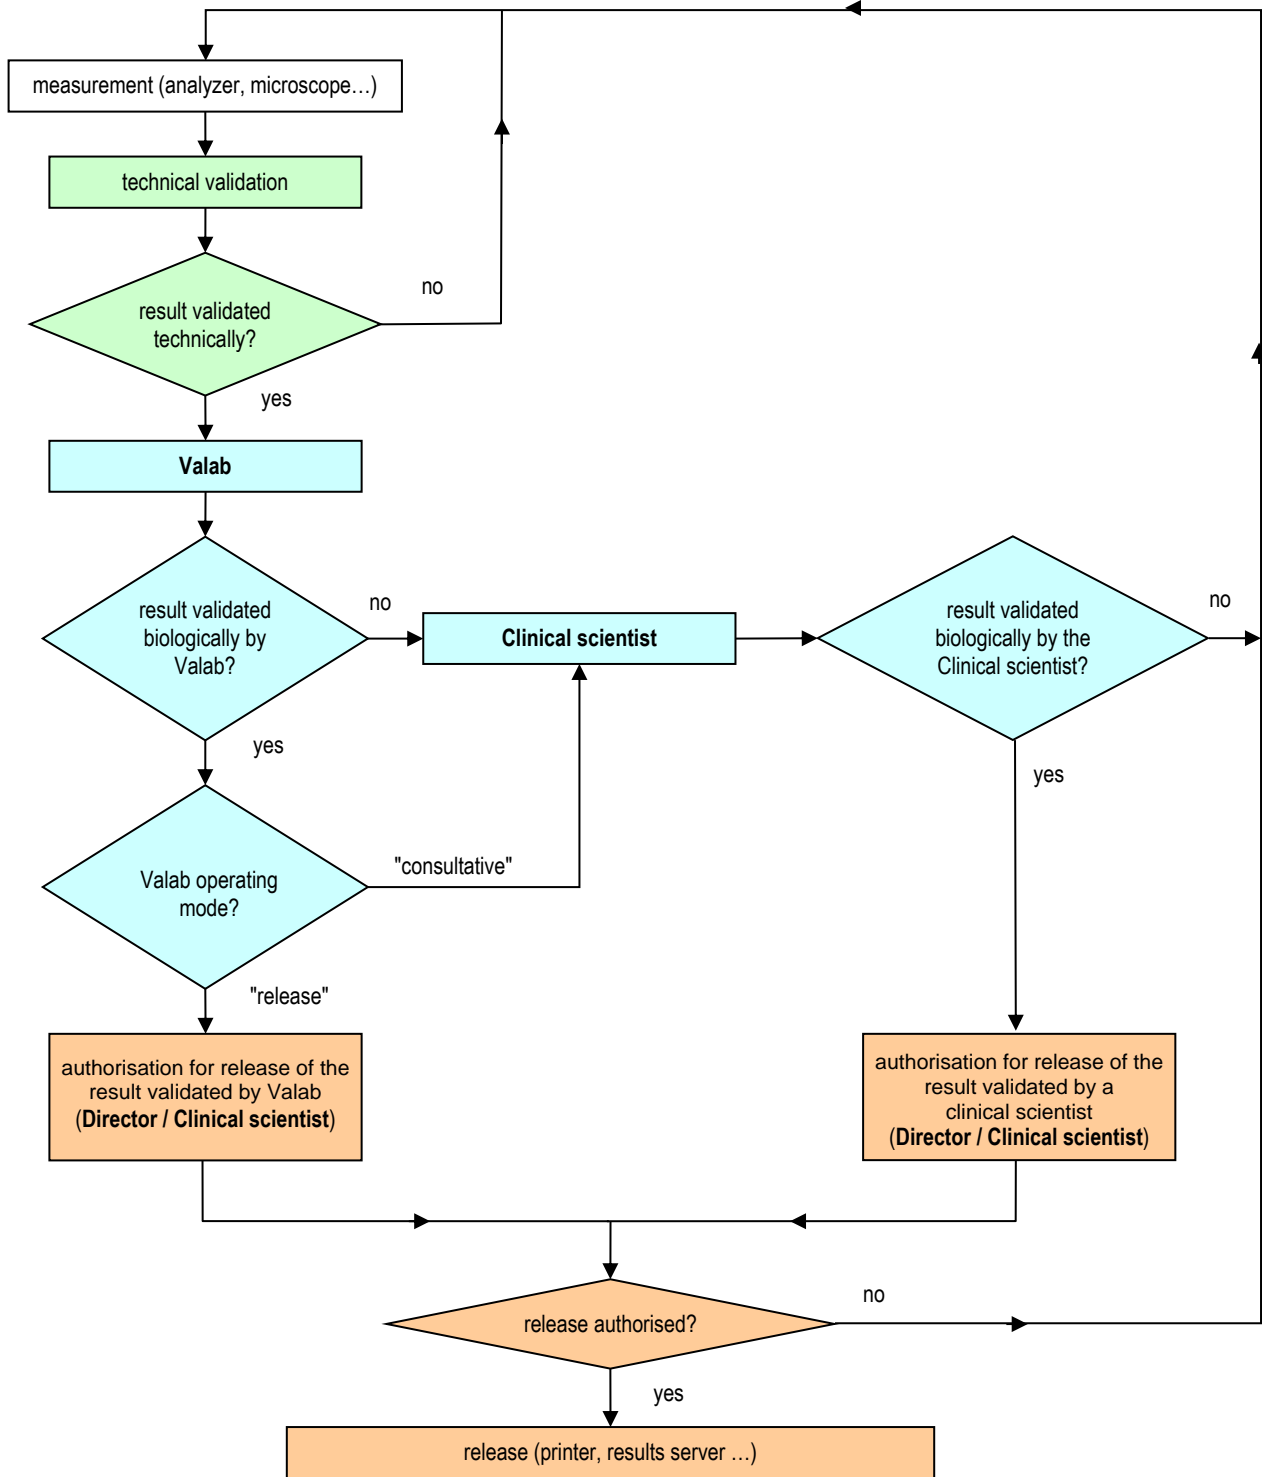 measurement (analyzer, microscope…)
technical validation
result validated
technically?
no
yes
Valab
result validated
biologically by
Valab?
no
Clinical scientist
result validated
biologically by the
Clinical scientist?
no
yes
yes
Valab operating
mode?
"consultative"
"release"
authorisation for release of the
result validated by Valab
(Director / Clinical scientist)
authorisation for release of the
result validated by a
clinical scientist
(Director / Clinical scientist)
release authorised?
no
yes
release (printer, results server …)